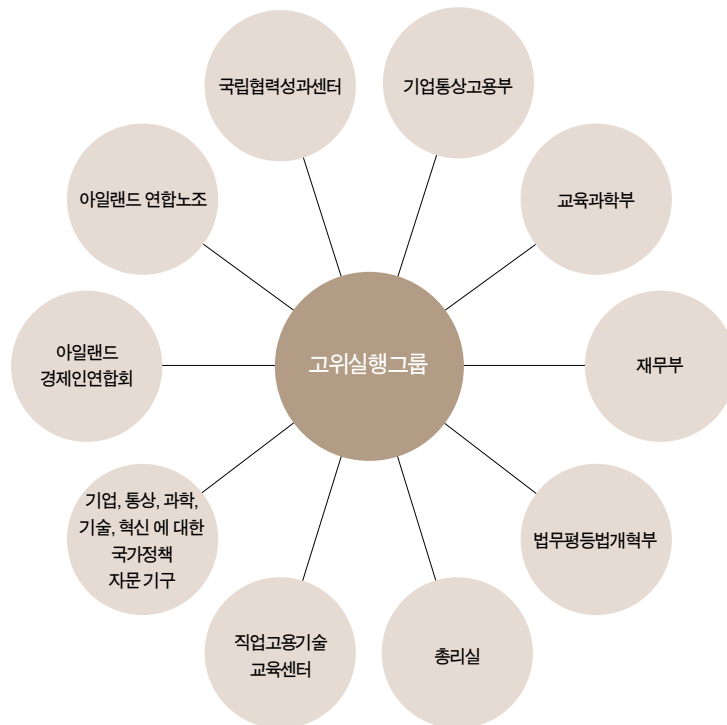 국립협력성과센터
기업통상고용부
아일랜드 연합노조
교육과학부
아일랜드
경제인연합회
고위실행그룹
재무부
기업, 통상, 과학,
기술, 혁신 에 대한
국가정책
자문 기구
법무평등법개혁부
직업고용기술
교육센터
총리실